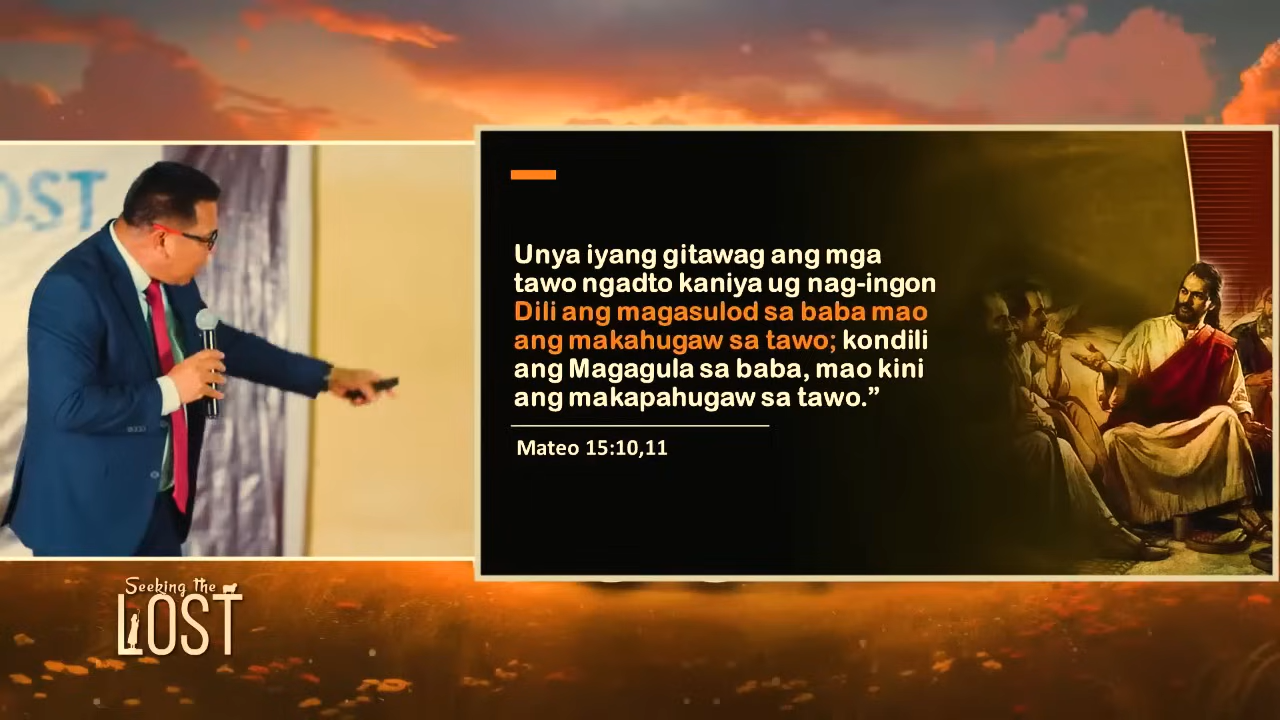 OST
Unya iyang gitawag ang mga
tawo ngadto kaniya ug nag-ingon
Dili ang magasulod sa baba mao
ang makahugaw sa tawo; kondili
ang Magagula sa baba, mao kini
ang makapahugaw sa tawo.”
Mateo 15:10,11
Seeking the
LOST